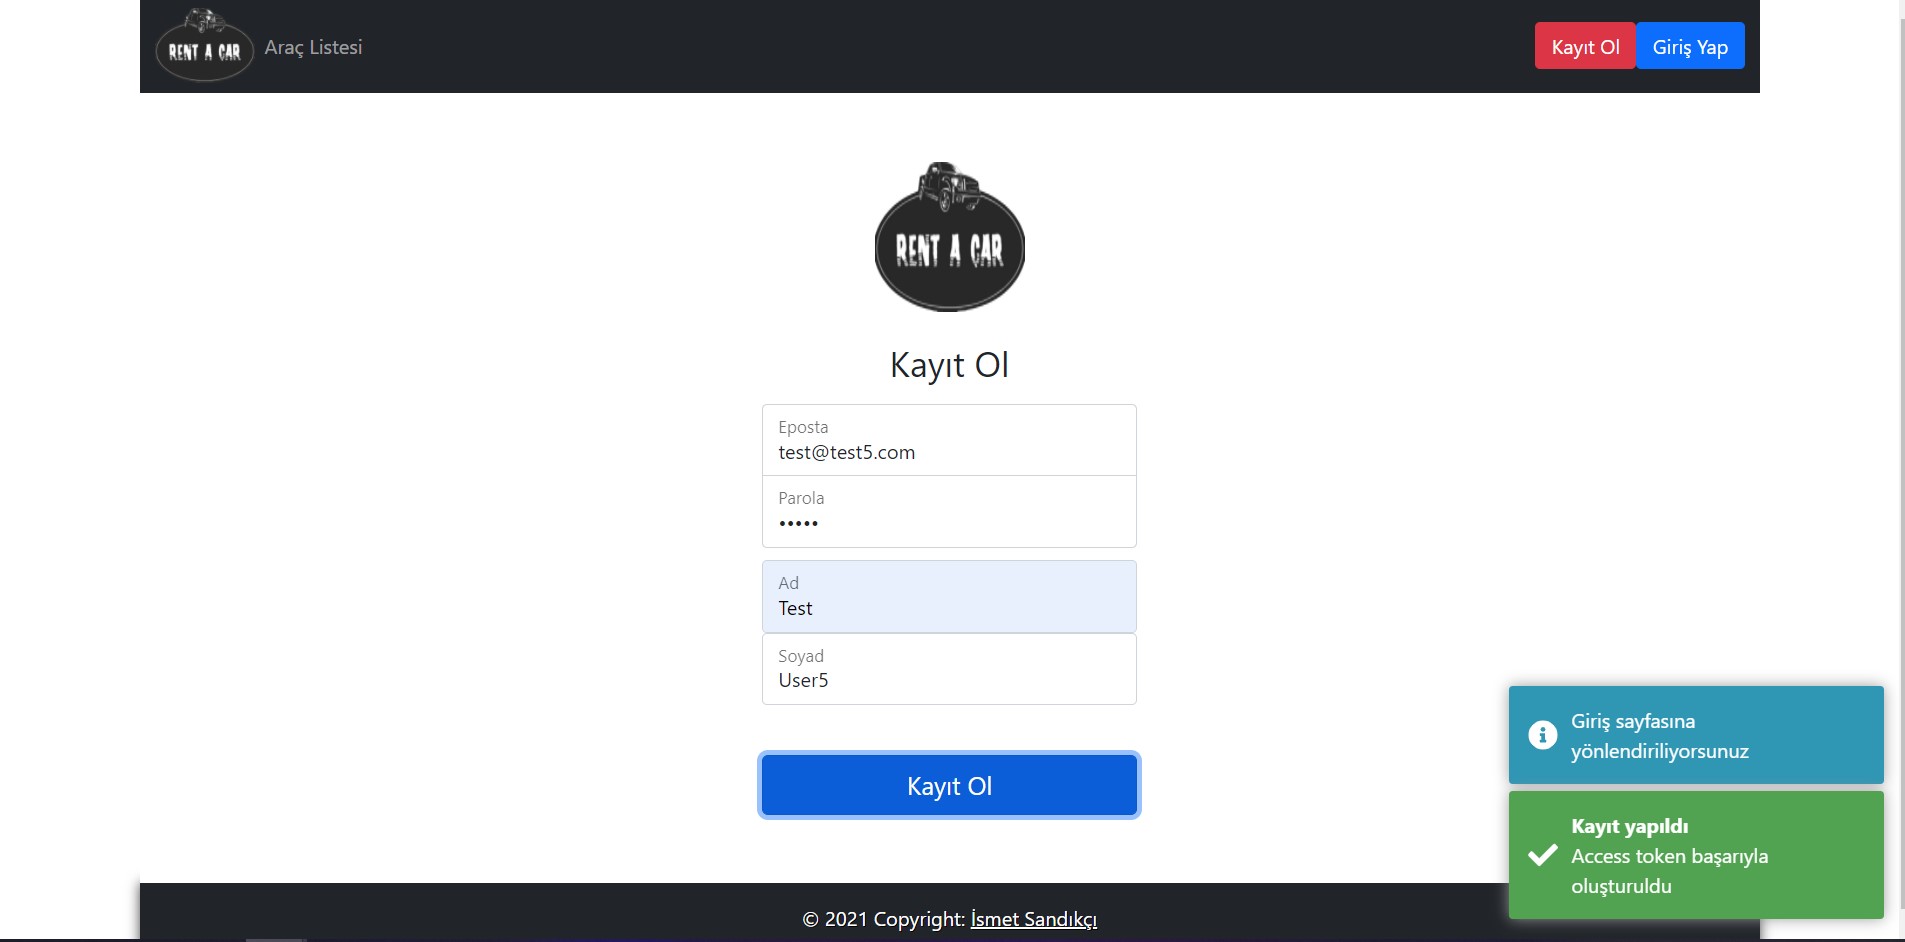 RENT A CAR
Araç Listesi
Kayıt Ol
Giriş Yap
RENT A CAR
Kayıt Ol
Eposta
test@test5.com
Parola
•••••
Ad
Test
Soyad
User5
Kayıt Ol
Giriş sayfasına
yönlendiriliyorsunuz
Kayıt yapıldı
Access token başarıyla
oluşturuldu
© 2021 Copyright: İsmet Sandıkçı